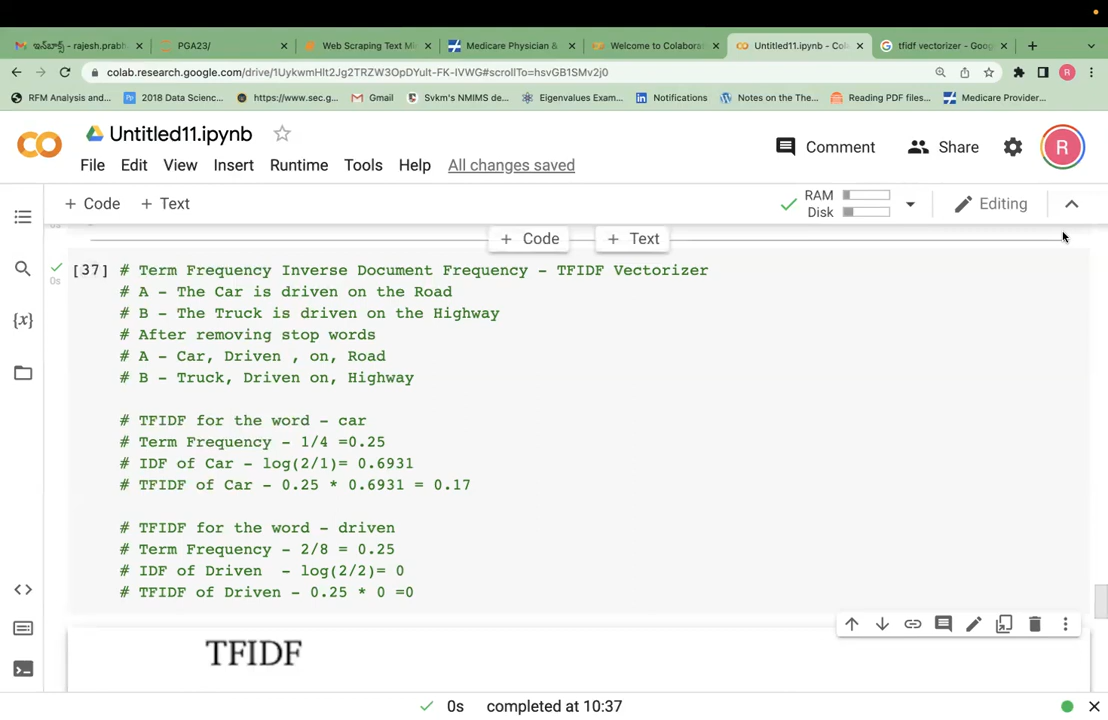 ఇన్‌బాక్స్ - rajesh.prabh
PGA23/
Web Scraping Text Mi
Medicare Physician &
Welcome to Colabora
Untitled11.ipynb - Col
tfidf vectorizer - Goog
colab.research.google.com/drive/1UykwmHlt2Jg2TRZW3OpDYult-FK-IVWG#scrollTo=hsvGB1SMv2j0
RFM Analysis and...
2018 Data Scienc...
https://www.sec.g...
Gmail
Svkm's NMIMS de...
Eigenvalues Exam...
Notifications
Notes on the The...
Reading PDF files...
Medicare Provider...
Untitled11.ipynb
Comment
Share
R
File Edit View Insert Runtime Tools Help All changes saved
+ Code + Text
RAM
Disk
Editing
+ Code + Text
[37] # Term Frequency Inverse Document Frequency - TFIDF Vectorizer
0s
# A - The Car is driven on the Road
# B - The Truck is driven on the Highway
# After removing stop words
# A - Car, Driven , on, Road
# B - Truck, Driven on, Highway
# TFIDF for the word - car
# Term Frequency - 1/4 =0.25
# IDF of Car - log(2/1)= 0.6931
# TFIDF of Car - 0.25 * 0.6931 = 0.17
# TFIDF for the word - driven
# Term Frequency - 2/8 = 0.25
# IDF of Driven  - log(2/2)= 0
# TFIDF of Driven - 0.25 * 0 =0
TFIDF
0s completed at 10:37